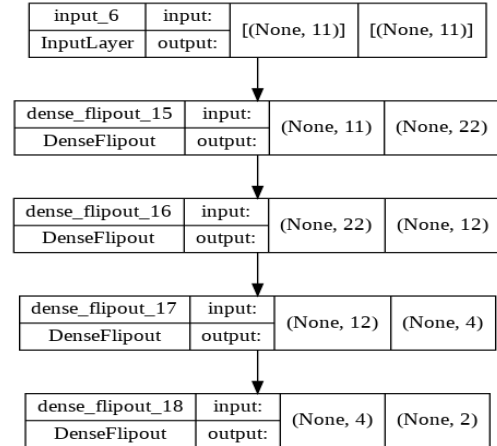 input_6 input: [(None, 11)] [(None, 11)]
InputLayer output:
dense_flipout_15 input: (None, 11) (None, 22)
DenseFlipout output:
dense_flipout_16 input: (None, 22) (None, 12)
DenseFlipout output:
dense_flipout_17 input: (None, 12) (None, 4)
DenseFlipout output:
dense_flipout_18 input: (None, 4) (None, 2)
DenseFlipout output: